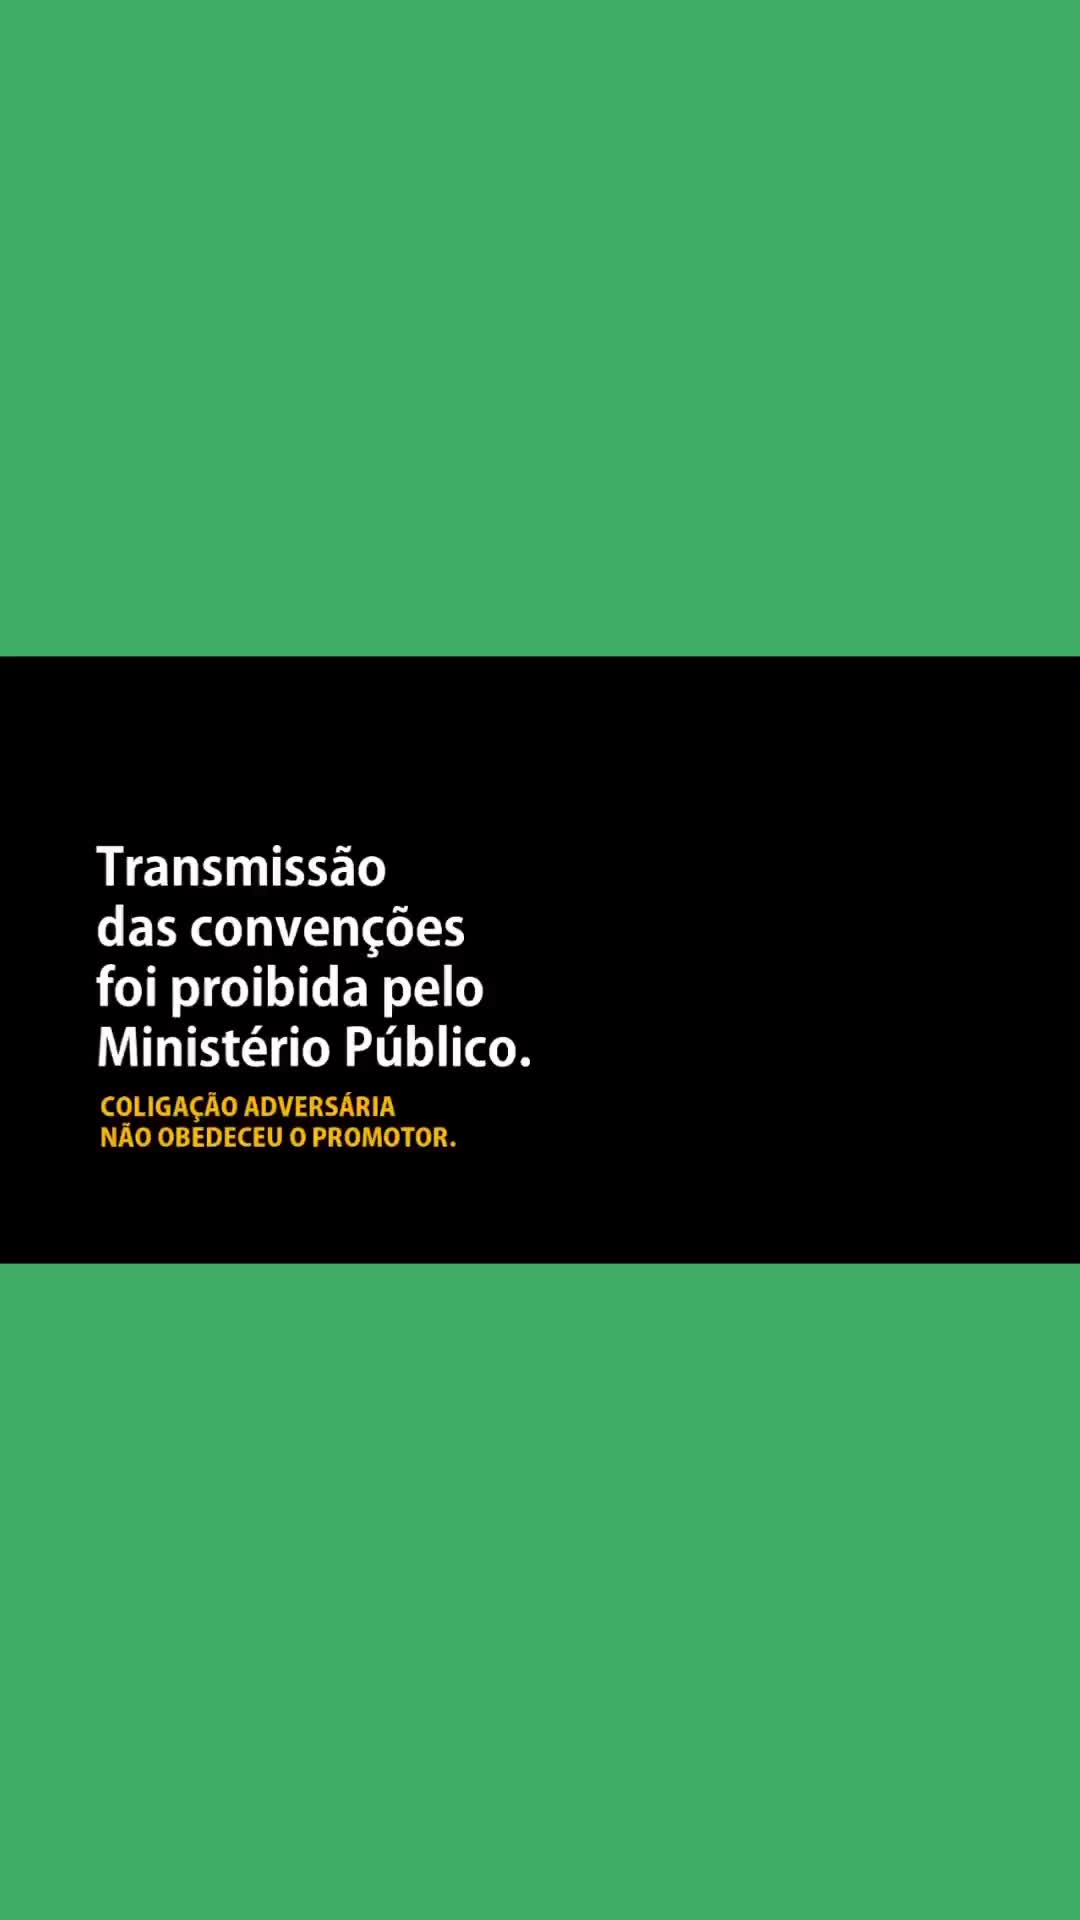 Transmissão
das convenções
foi proibida pelo
Ministério Público.
COLIGAÇÃO ADVERSÁRIA
NÃO OBEDECEU O PROMOTOR.